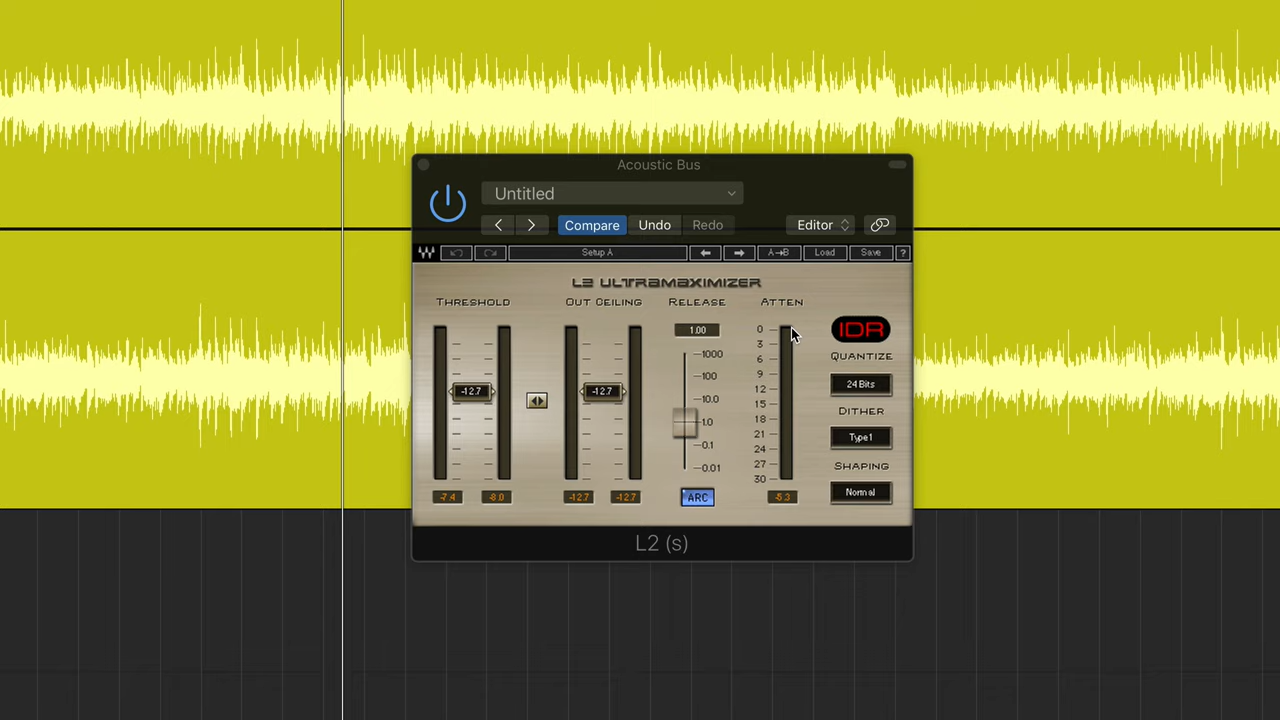 Acoustic Bus
Untitled
Compare Undo Redo Editor
Setup A A→B Load Save ?
L2 ULTRAMAXIMIZER
THRESHOLD OUT CEILING RELEASE ATTEN
1.00 0 IDR
1000 3
6 QUANTIZE
100 9
-12.7 -12.7 12 24 Bits
10.0 15 DITHER
1.0 18
21 Type1
0.1 24
27 SHAPING
0.01 30
-7.4 -8.0 -12.7 -12.7 ARC -5.3 Normal
L2 (s)